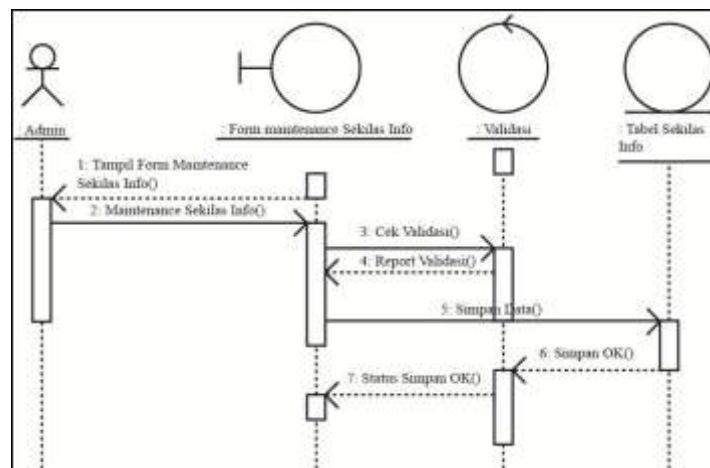 : Admin
: Form maintenance Sekilas Info
: Validasi
: Tabel Sekilas
Info
1: Tampil Form Maintenance
Sekilas Info()
2: Maintenance Sekilas Info()
3: Cek Validasi()
4: Report Validasi()
5: Simpan Data()
6: Simpan OK()
7: Status Simpan OK()